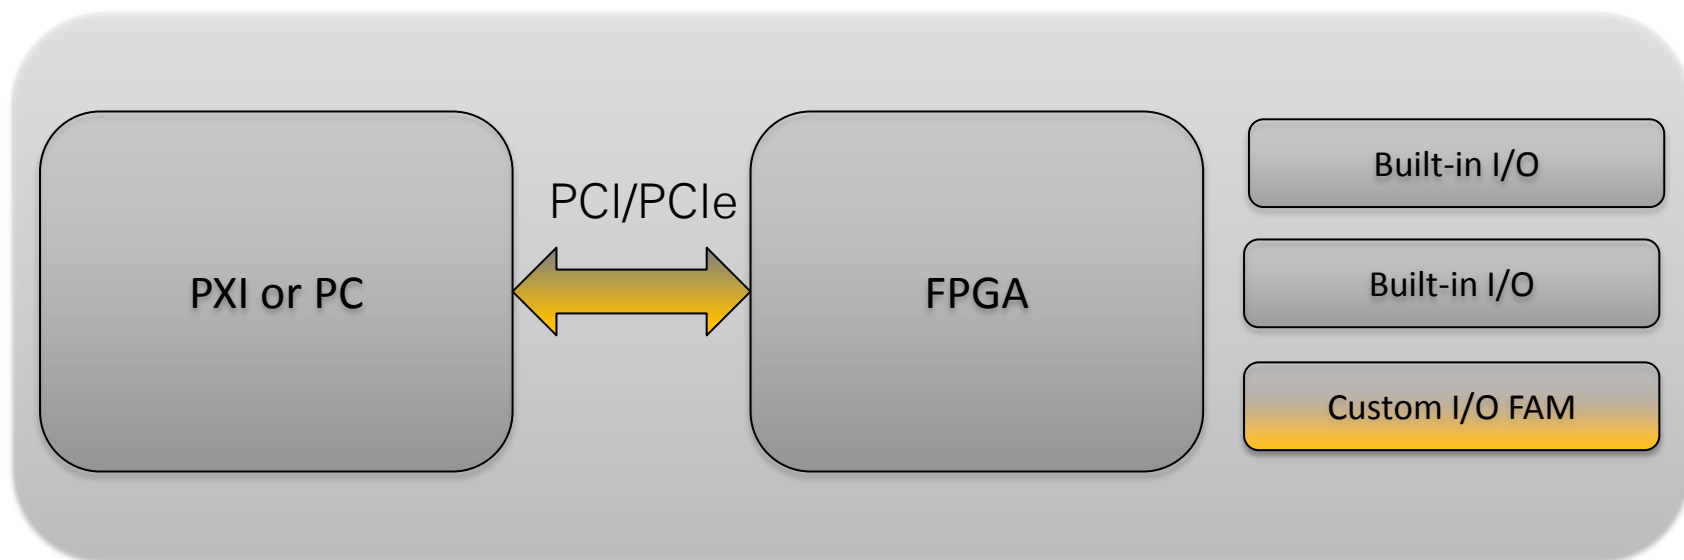 PXI or PC
PCI/PCIe
FPGA
Built-in I/O
Built-in I/O
Custom I/O FAM